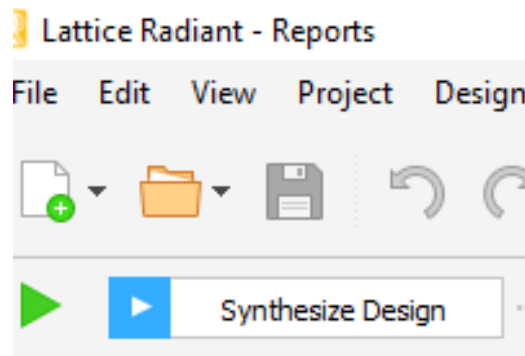 Lattice Radiant - Reports
File Edit View Project Design
Synthesize Design